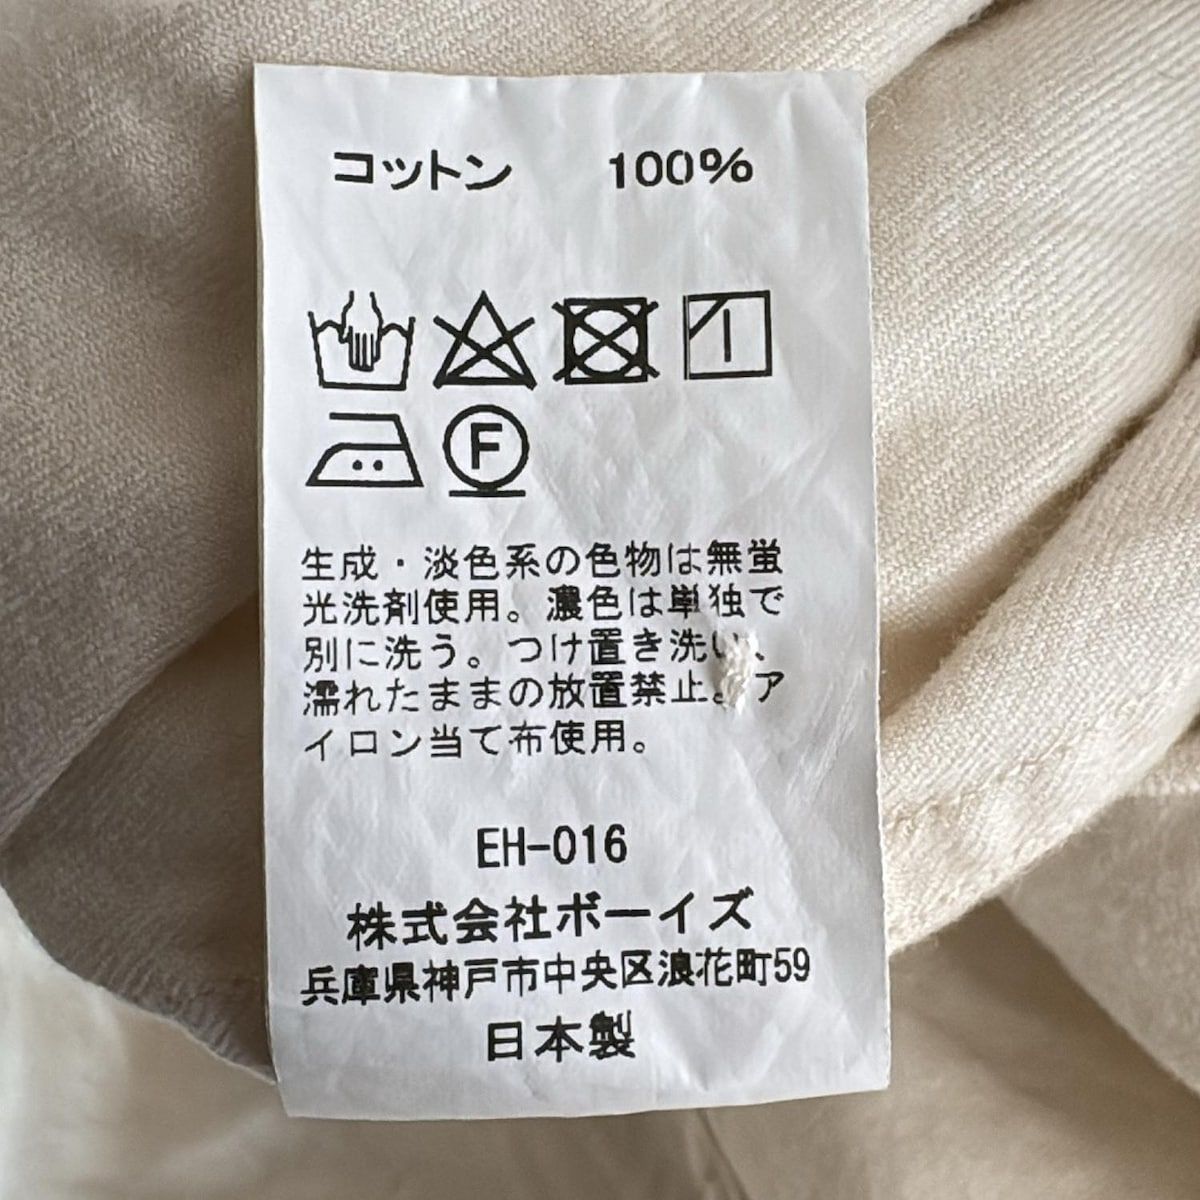 コットン 100%
F
生成・淡色系の色物は無蛍
光洗剤使用。濃色は単独で
別に洗う。つけ置き洗い、
濡れたままの放置禁止。ア
イロン当て布使用。
EH-016
株式会社ボーイズ
兵庫県神戸市中央区浪花町59
日本製